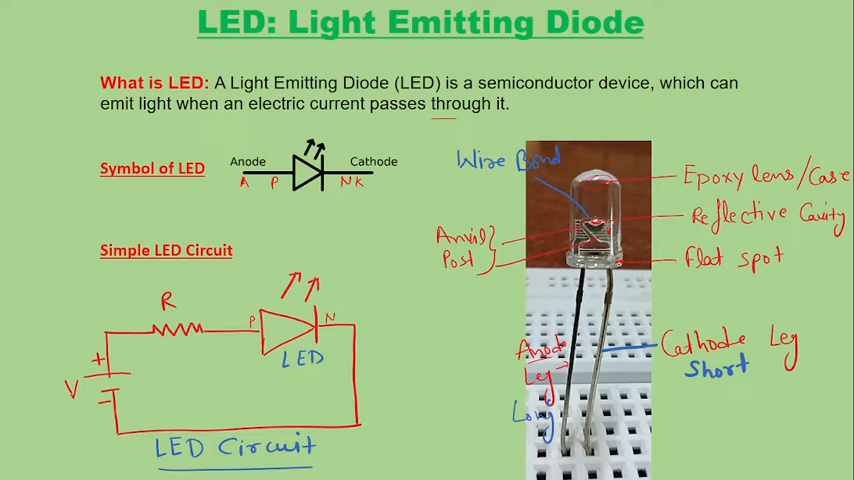 LED: Light Emitting Diode
What is LED: A Light Emitting Diode (LED) is a semiconductor device, which can
emit light when an electric current passes through it.
Symbol of LED
Anode
Cathode
A
P
N K
Simple LED Circuit
R
P
N
LED
+
V
−
LED Circuit
Wire Bond
Epoxy lens/Case
Reflective Cavity
Anvil
Post
Flat spot
Anode
Leg
Long
Cathode Leg
Short